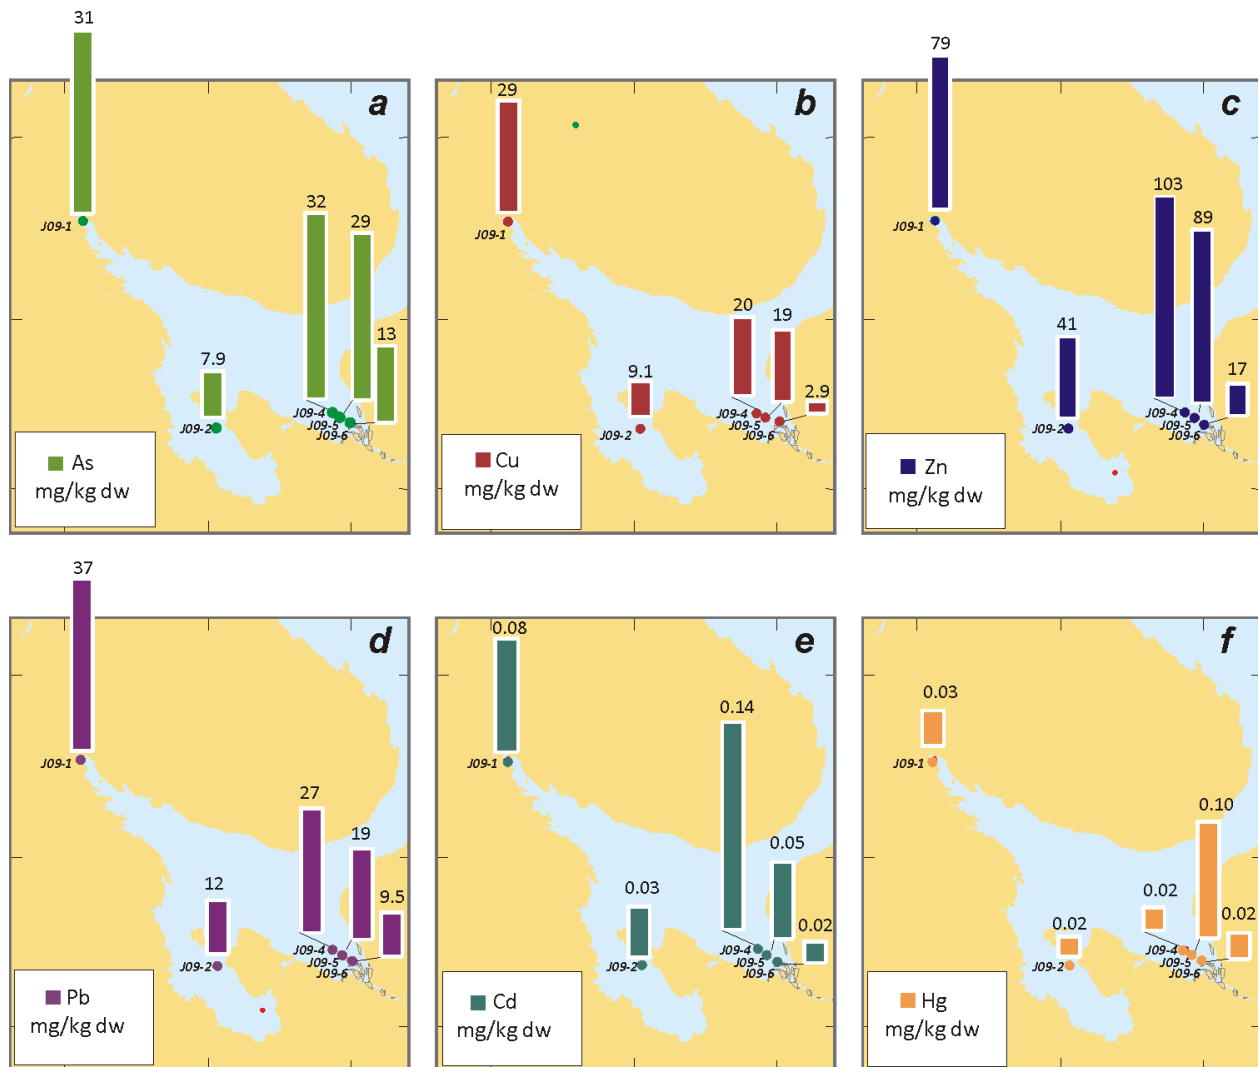 31
a
J09-1
32
29
13
7.9
J09-4
J09-5
J09-2
J09-6
As
mg/kg dw
29
b
J09-1
20
19
9.1
2.9
J09-4
J09-5
J09-2
J09-6
Cu
mg/kg dw
79
c
J09-1
103
89
41
17
J09-4
J09-5
J09-2
J09-6
Zn
mg/kg dw
37
d
J09-1
27
19
12
9.5
J09-4
J09-5
J09-2
J09-6
Pb
mg/kg dw
0.08
e
J09-1
0.14
0.05
0.03
0.02
J09-4
J09-5
J09-2
J09-6
Cd
mg/kg dw
f
0.03
J09-1
0.10
0.02
0.02
0.02
J09-4
J09-5
J09-2
J09-6
Hg
mg/kg dw